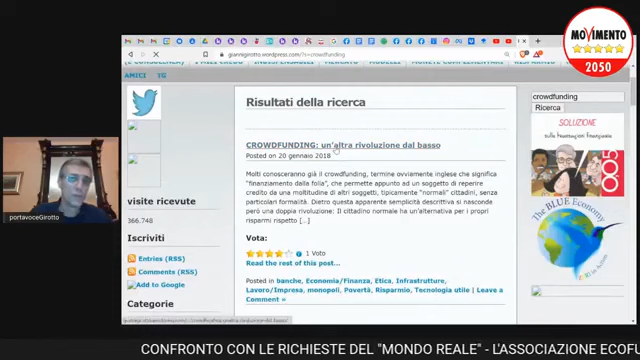 giannigirotto.wordpress.com/?s=crowdfunding
MOVIMENTO
2050
AMICI TG
crowdfunding
Ricerca
Risultati della ricerca
SOLUZIONE
CROWDFUNDING: un'altra rivoluzione dal basso
Posted on 20 gennaio 2018
Molti conosceranno già il crowdfunding, termine ovviamente inglese che significa
"finanziamento dalla folla", che permette appunto ad un soggetto di reperire
credito da una moltitudine di altri soggetti, tipicamente "normali" cittadini, senza
particolari formalità. Dietro questa apparente semplicità descrittiva si nasconde
però una doppia rivoluzione: Il cittadino normale ha un'alternativa per i propri
risparmi rispetto [...]
0.05
The BLUE Economy
portavoceGirotto
visite ricevute
366.748
Iscriviti
Entries (RSS)
Comments (RSS)
Add to Google
Categorie
Vota:
1 Voto
Read the rest of this post...
Posted in banche, Economia/Finanza, Etica, Infrastrutture,
Lavoro/Impresa, monopoli, Povertà, Risparmio, Tecnologia utile | Leave a
Comment »
CONFRONTO CON LE RICHIESTE DEL "MONDO REALE" - L'ASSOCIAZIONE ECOFU